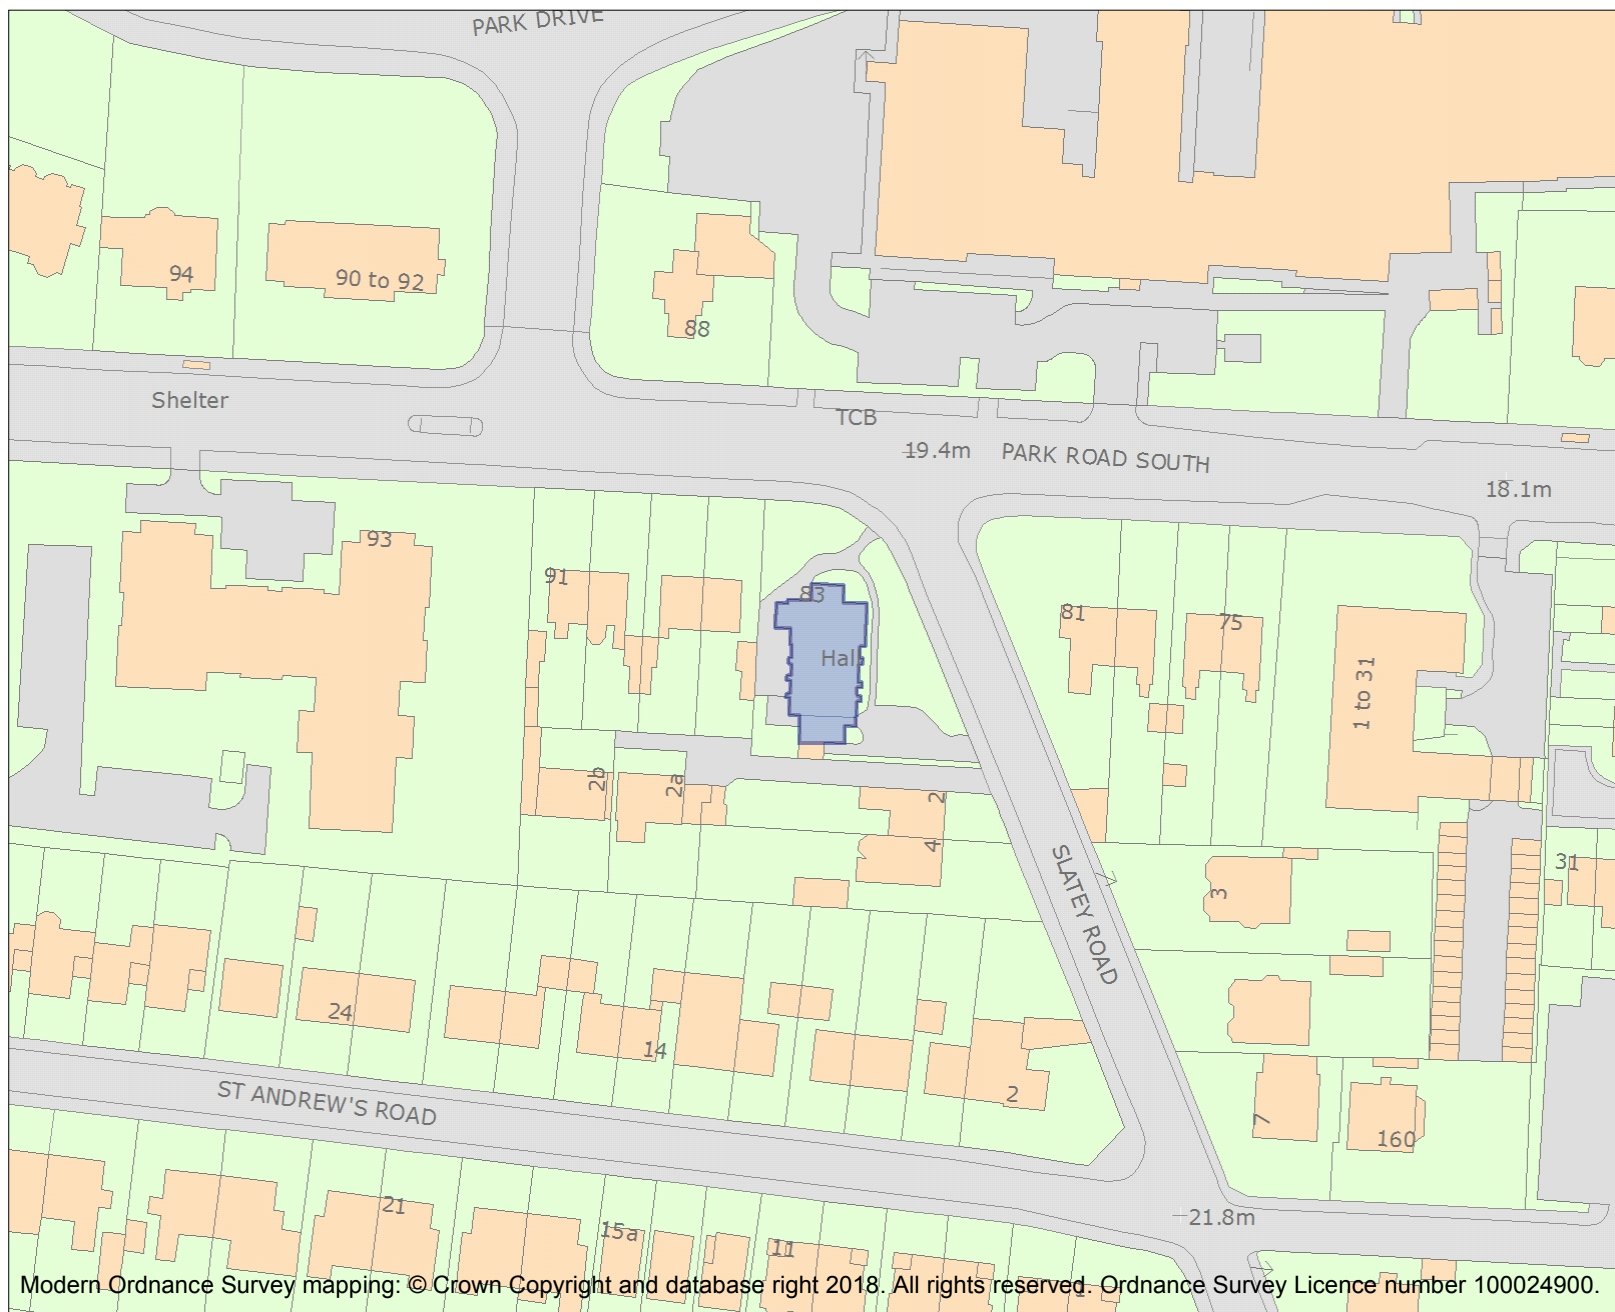 PARK DRIVE
94
90 to 92
88
Shelter
TCB
19.4m
PARK ROAD SOUTH
18.1m
93
91
83
81
75
Hall
1 to 31
2b
2a
2
4
SLATEY ROAD
3
31
24
14
2
7
160
ST ANDREW'S ROAD
21
15a
11
21.8m
1
Modern Ordnance Survey mapping: © Crown Copyright and database right 2018. All rights reserved. Ordnance Survey Licence number 100024900.